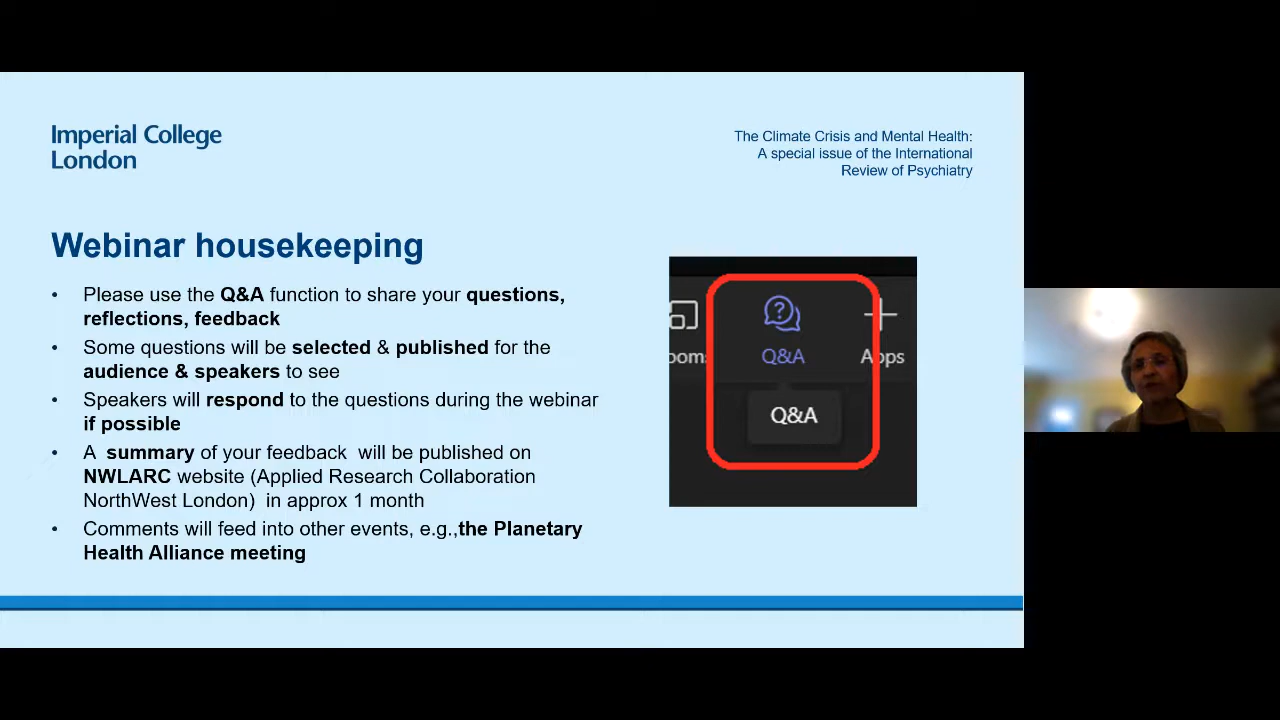 Imperial College
London
The Climate Crisis and Mental Health:
A special issue of the International
Review of Psychiatry
Webinar housekeeping
• Please use the Q&A function to share your questions,
reflections, feedback
• Some questions will be selected & published for the
audience & speakers to see
• Speakers will respond to the questions during the webinar
if possible
• A summary of your feedback will be published on
NWLARC website (Applied Research Collaboration
NorthWest London) in approx 1 month
• Comments will feed into other events, e.g.,the Planetary
Health Alliance meeting
ooms Q&A Apps
Q&A